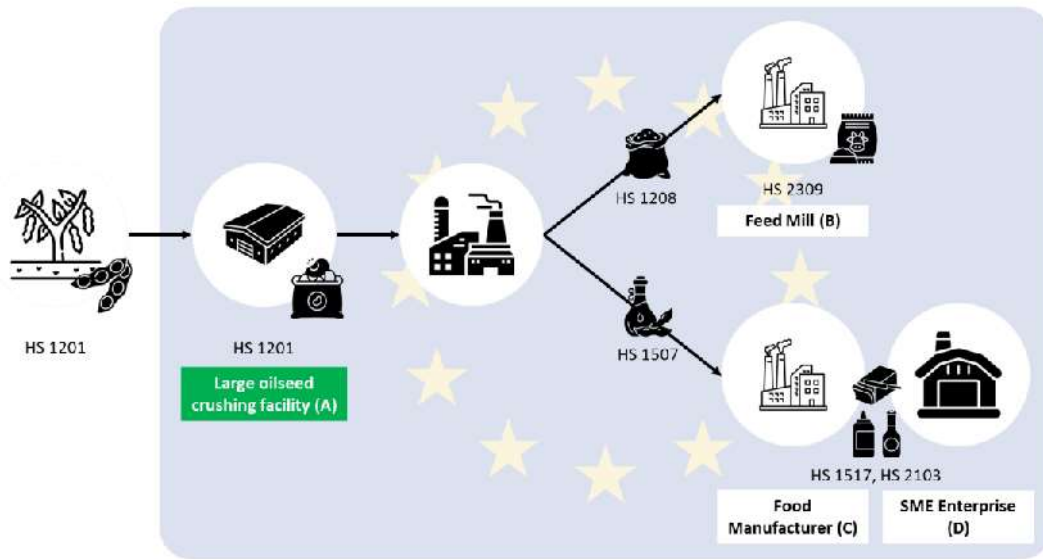 HS 1201
HS 1201
Large oilseed
crushing facility (A)
HS 1208
HS 2309
Feed Mill (B)
HS 1507
HS 1517, HS 2103
Food
Manufacturer (C)
SME Enterprise
(D)